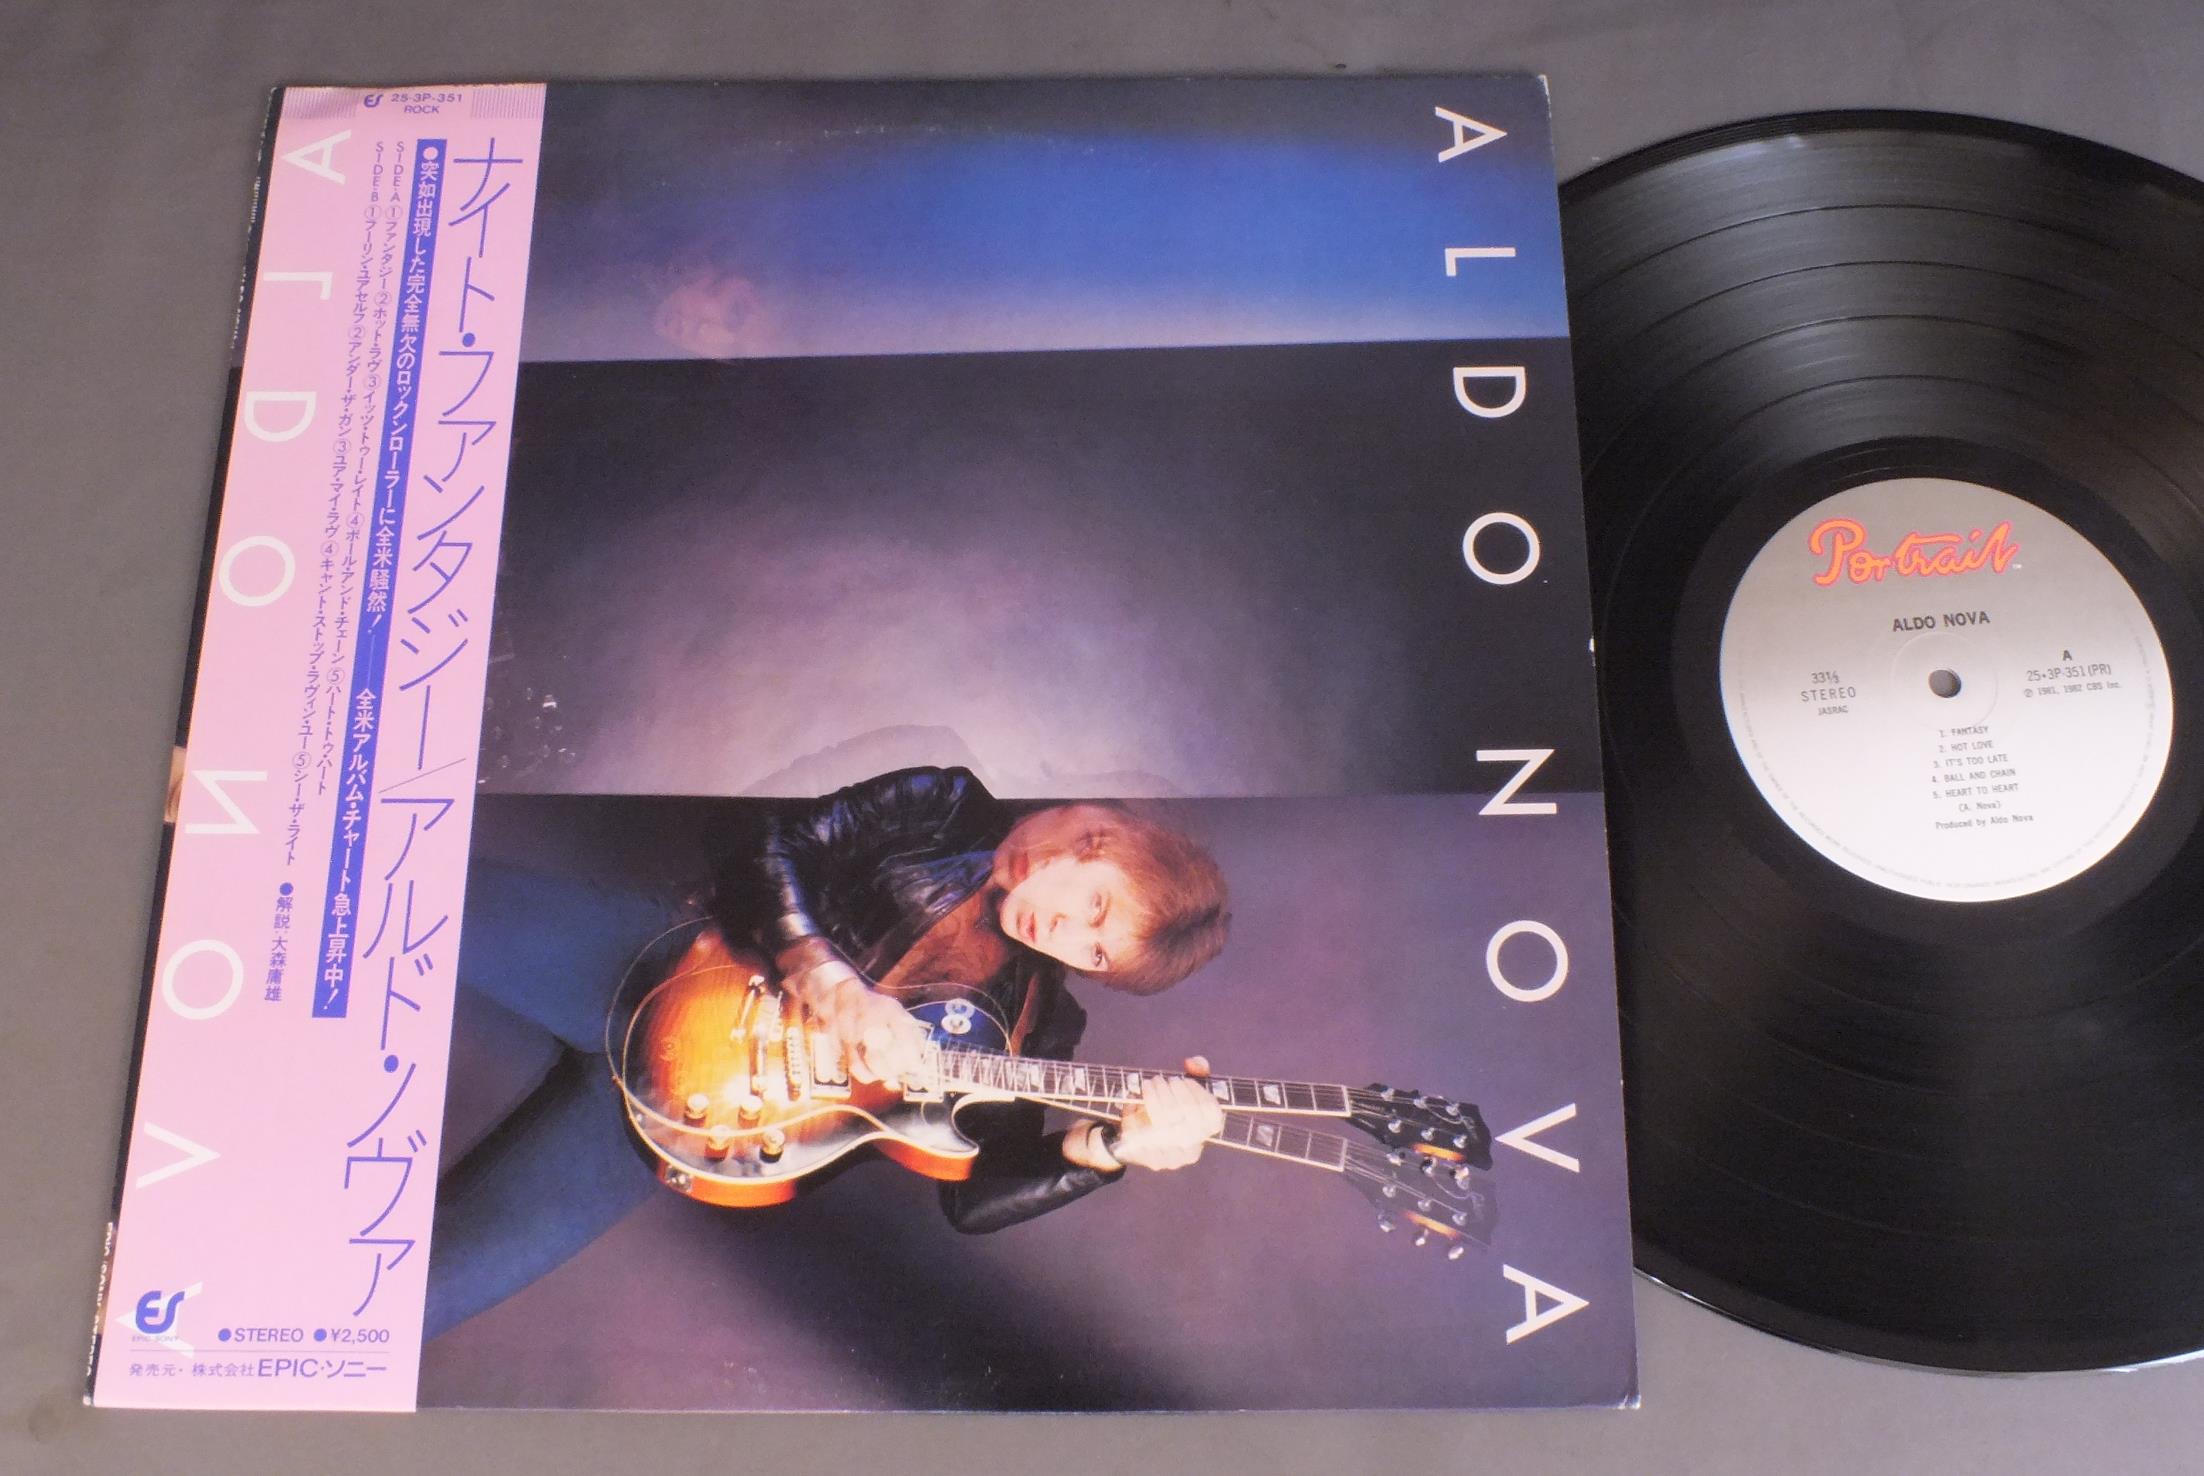 25・3P-351
ROCK
ALDO NOVA
ナイト・ファンタジー/アルド・ノヴァ
●突如出現した完全無欠のロックンローラーに全米騒然!──全米アルバム・チャート急上昇中!
SIDE・A ①ファンタジー ②ホット・ラヴ ③イッツ・トゥー・レイト ④ボール・アンド・チェーン ⑤ハート・トゥ・ハート
SIDE・B ①フーリン・ユアセルフ ②アンダー・ザ・ガン ③ユア・マイ・ラヴ ④キャント・ストップ・ラヴィン・ユー ⑤シー・ザ・ライト
●解説:大森庸雄
ES
EPIC SONY
●STEREO ●¥2,500
発売元・株式会社EPIC・ソニー
ALDO NOVA
Portrait
TM
ALDO NOVA
33⅓
STEREO
JASRAC
A
25・3P-351(PR)
℗ 1981, 1982 CBS Inc.
1. FANTASY
2. HOT LOVE
3. IT'S TOO LATE
4. BALL AND CHAIN
5. HEART TO HEART
(A. Nova)
Produced by Aldo Nova